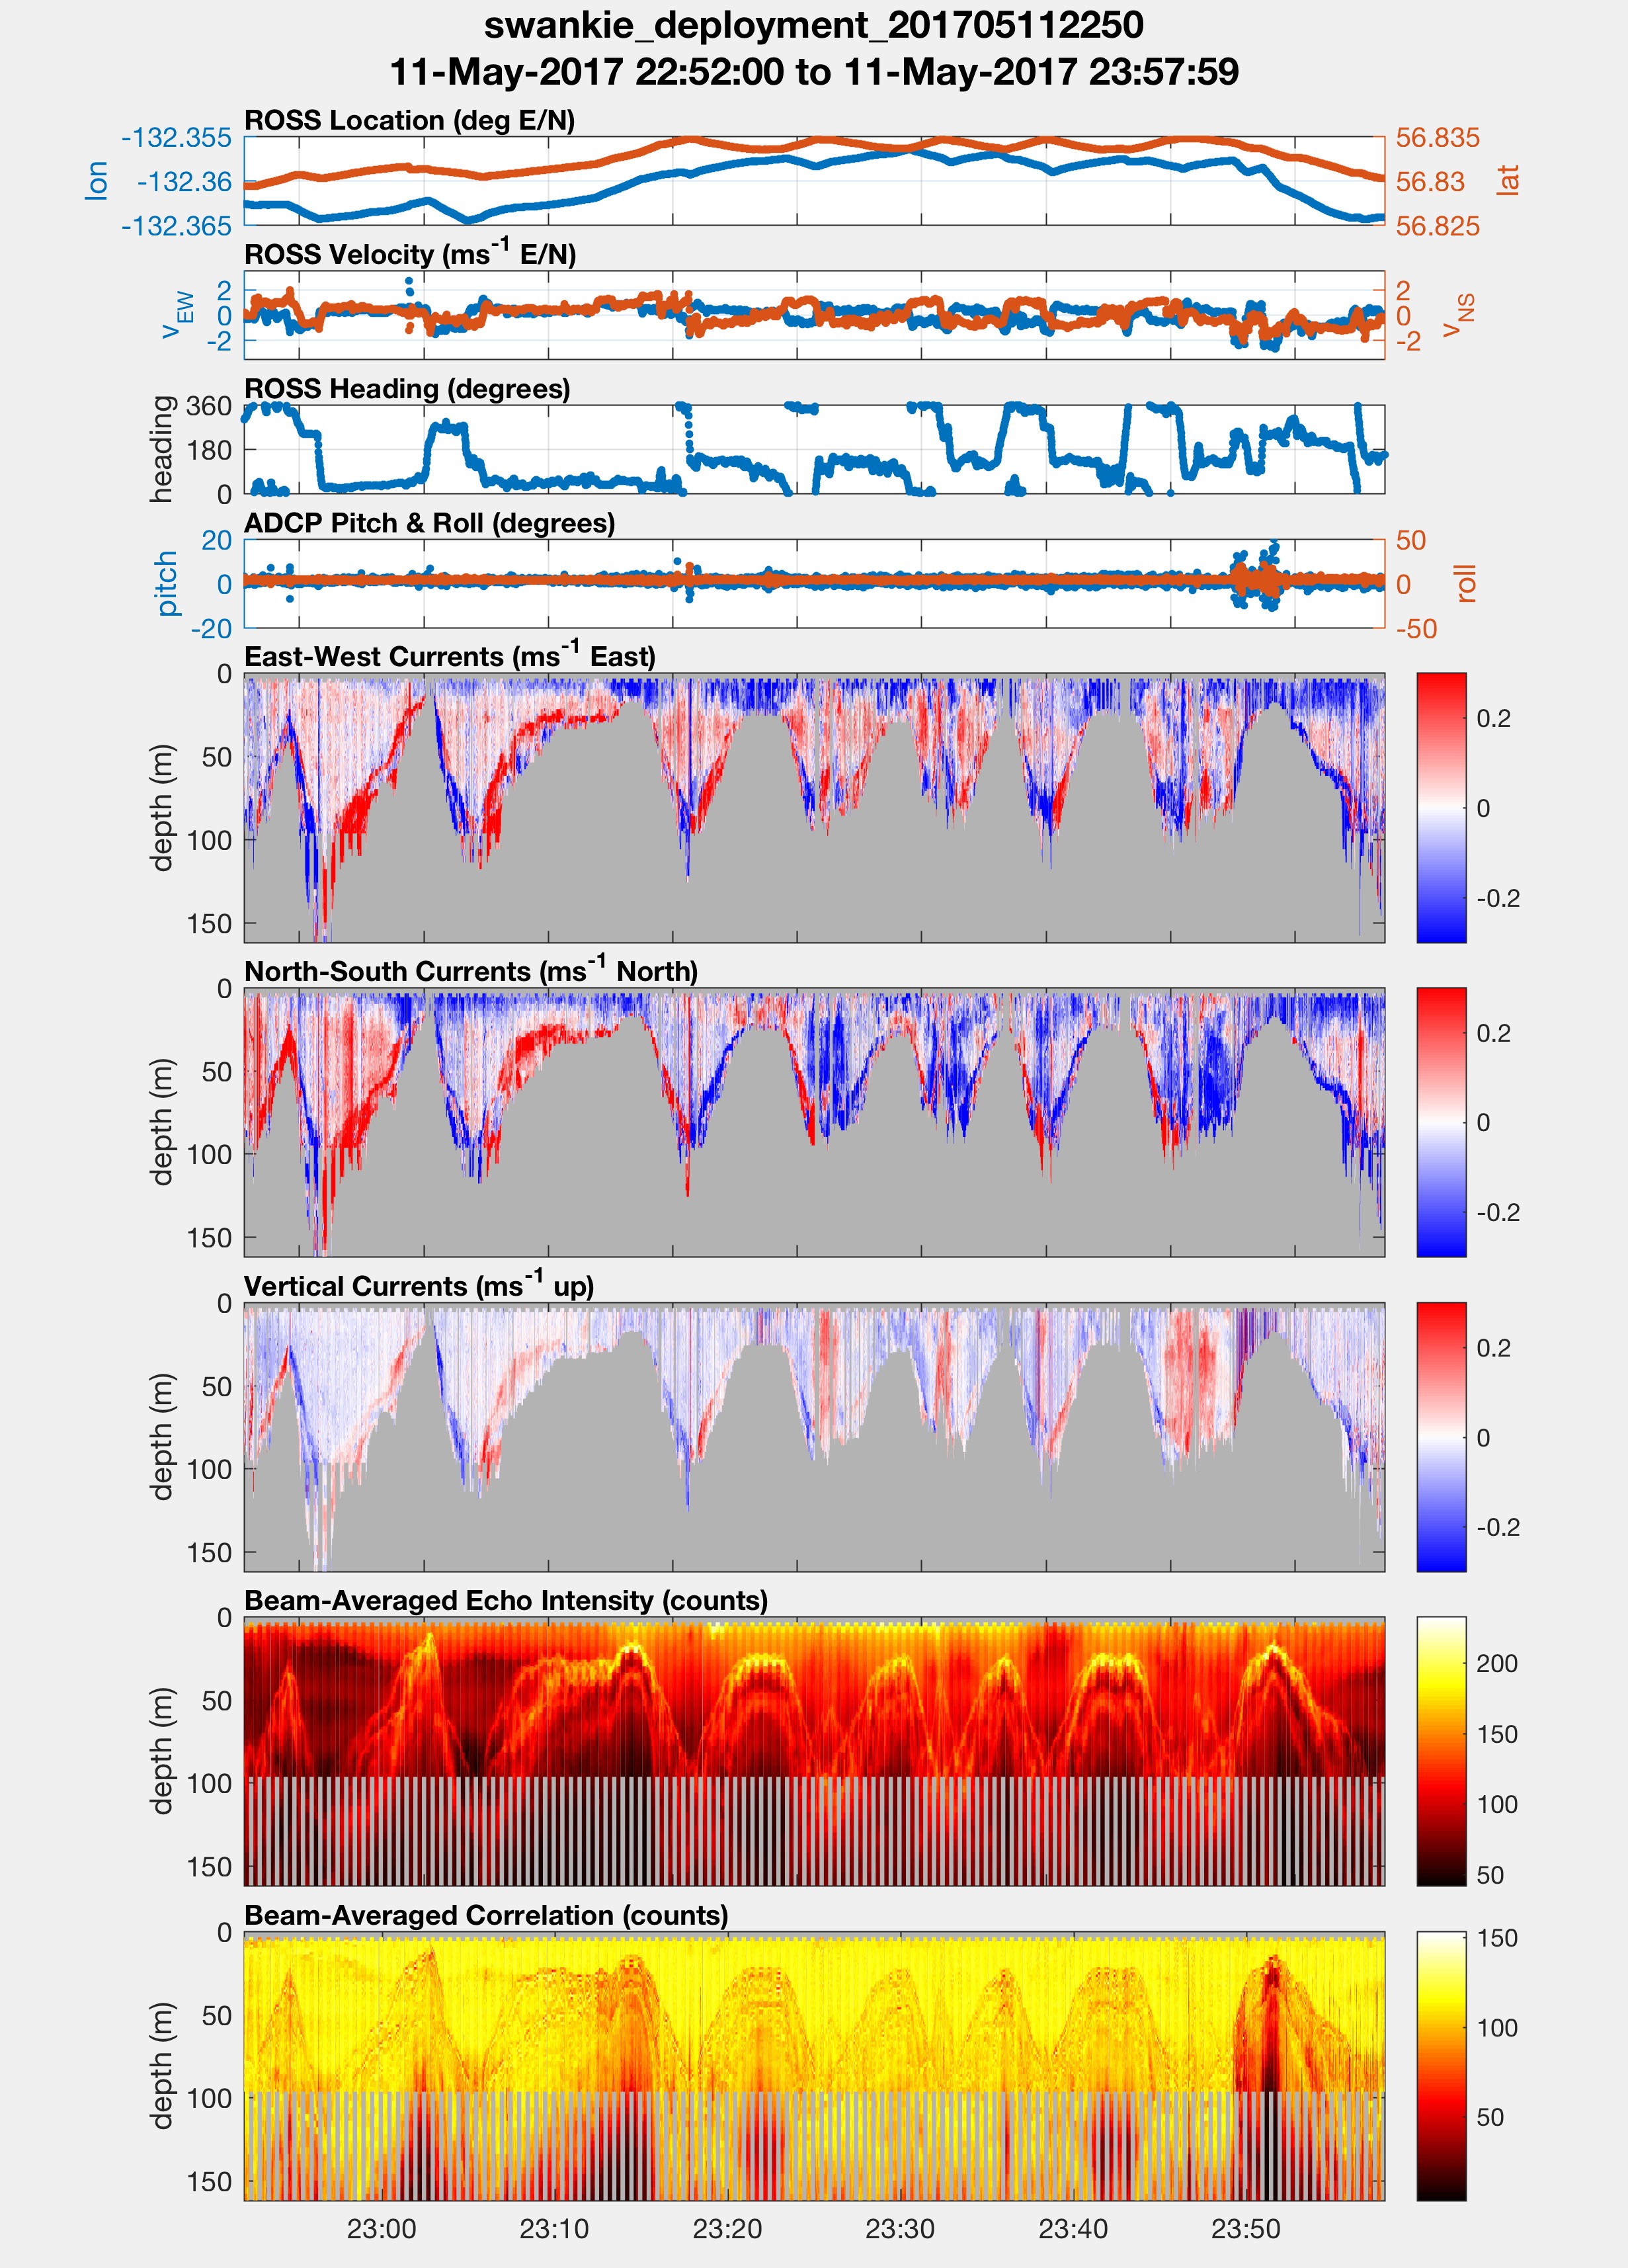 swankie_deployment_201705112250
11-May-2017 22:52:00 to 11-May-2017 23:57:59
ROSS Location (deg E/N)
-132.355
-132.36
-132.365
lon
56.835
56.83
56.825
lat
ROSS Velocity (ms-1 E/N)
2
0
-2
vEW
2
0
-2
vNS
ROSS Heading (degrees)
360
180
0
heading
ADCP Pitch & Roll (degrees)
20
0
-20
pitch
50
0
-50
roll
East-West Currents (ms-1 East)
0
50
100
150
depth (m)
0.2
0
-0.2
North-South Currents (ms-1 North)
0
50
100
150
depth (m)
0.2
0
-0.2
Vertical Currents (ms-1 up)
0
50
100
150
depth (m)
0.2
0
-0.2
Beam-Averaged Echo Intensity (counts)
0
50
100
150
depth (m)
200
150
100
50
Beam-Averaged Correlation (counts)
0
50
100
150
depth (m)
150
100
50
23:00 23:10 23:20 23:30 23:40 23:50